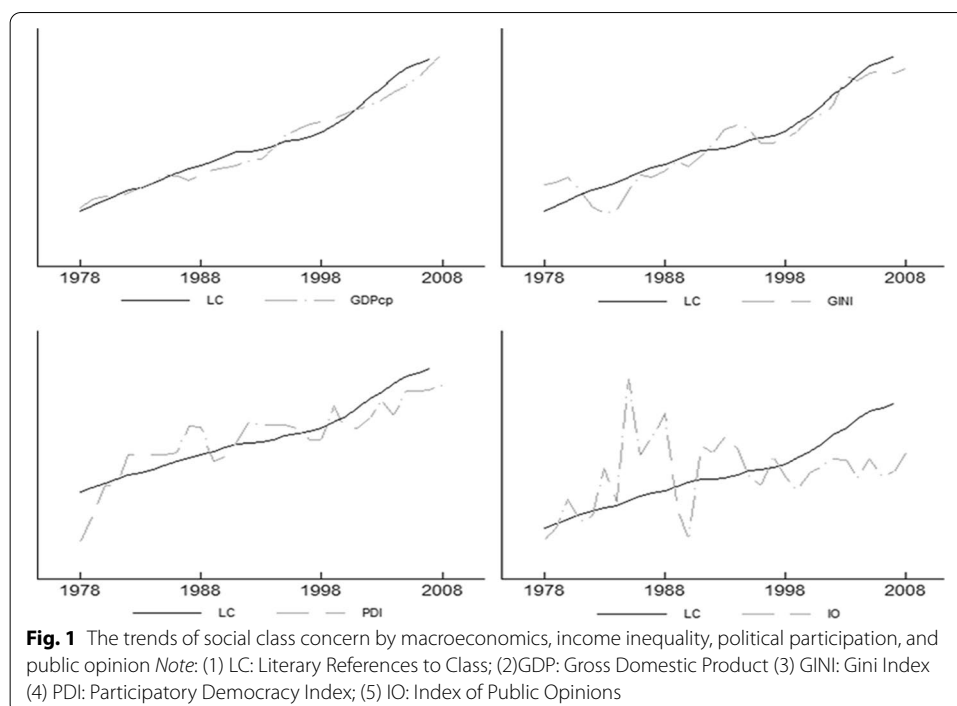 1978 1988 1998 2008
LC GDPcp
1978 1988 1998 2008
LC GINI
1978 1988 1998 2008
LC PDI
1978 1988 1998 2008
LC IO
Fig. 1 The trends of social class concern by macroeconomics, income inequality, political participation, and
public opinion Note: (1) LC: Literary References to Class; (2)GDP: Gross Domestic Product (3) GINI: Gini Index
(4) PDI: Participatory Democracy Index; (5) IO: Index of Public Opinions